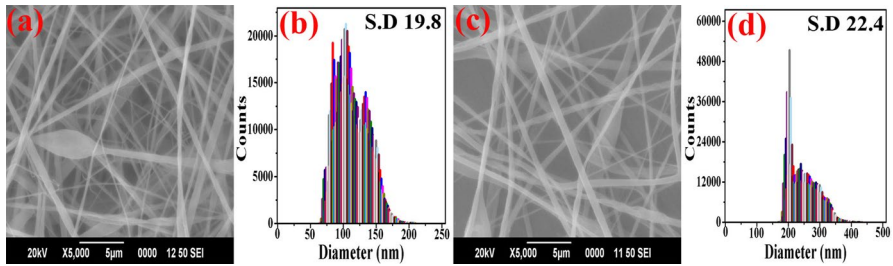 (a)
20kV X5,000 5µm 0000 12 50 SEI
(b)
S.D 19.8
Counts
20000
15000
10000
5000
0
0 50 100 150 200 250
Diameter (nm)
(c)
20kV X5,000 5µm 0000 11 50 SEI
(d)
S.D 22.4
Counts
60000
48000
36000
24000
12000
0
0 100 200 300 400 500
Diameter (nm)